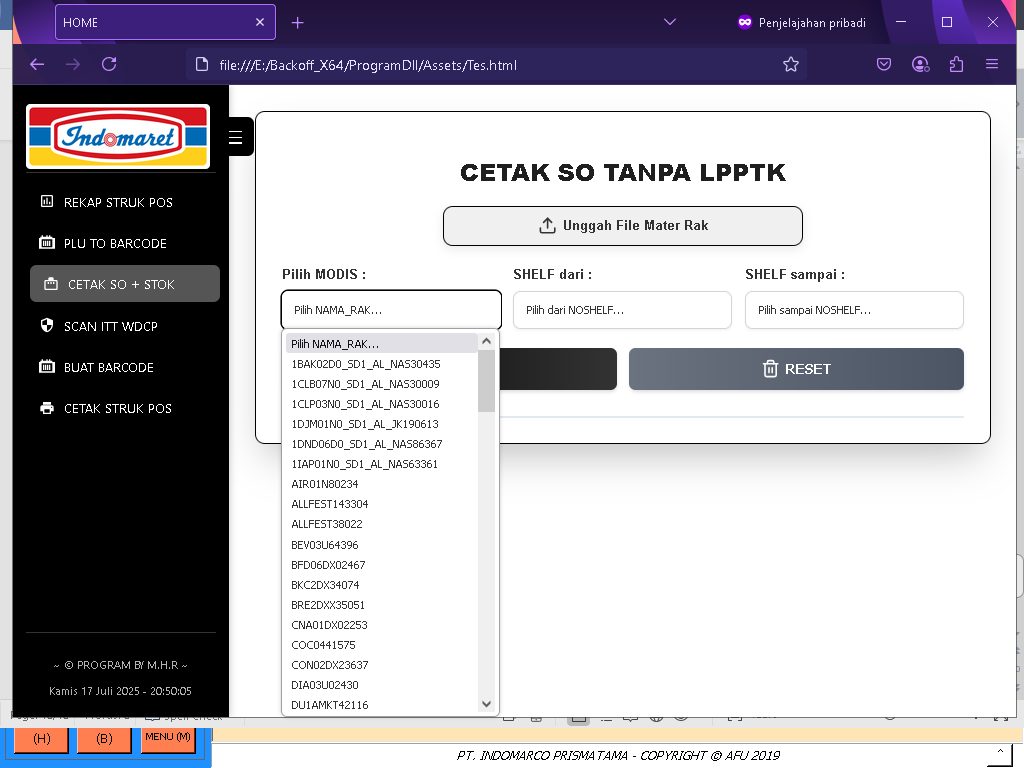 HOME
Penjelajahan pribadi
file:///E:/Backoff_X64/ProgramDll/Assets/Tes.html
Indomaret
REKAP STRUK POS
PLU TO BARCODE
CETAK SO + STOK
SCAN ITT WDCP
BUAT BARCODE
CETAK STRUK POS
~ © PROGRAM BY M.H.R ~
Kamis 17 Juli 2025 - 20:50:05
CETAK SO TANPA LPPTK
Unggah File Mater Rak
Pilih MODIS :
SHELF dari :
SHELF sampai :
Pilih NAMA_RAK...
Pilih dari NOSHELF...
Pilih sampai NOSHELF...
RESET
Pilih NAMA_RAK...
1BAK02D0_SD1_AL_NAS30435
1CLB07N0_SD1_AL_NAS30009
1CLP03N0_SD1_AL_NAS30016
1DJM01N0_SD1_AL_JK190613
1DND06D0_SD1_AL_NAS86367
1IAP01N0_SD1_AL_NAS63361
AIR01N80234
ALLFEST143304
ALLFEST38022
BEV03U64396
BFD06DX02467
BKC2DX34074
BRE2DXX35051
CNA01DX02253
COC0441575
CON02DX23637
DIA03U02430
DU1AMKT42116
Spell Check
(H)
(B)
MENU (M)
PT. INDOMARCO PRISMATAMA - COPYRIGHT @ AFU 2019